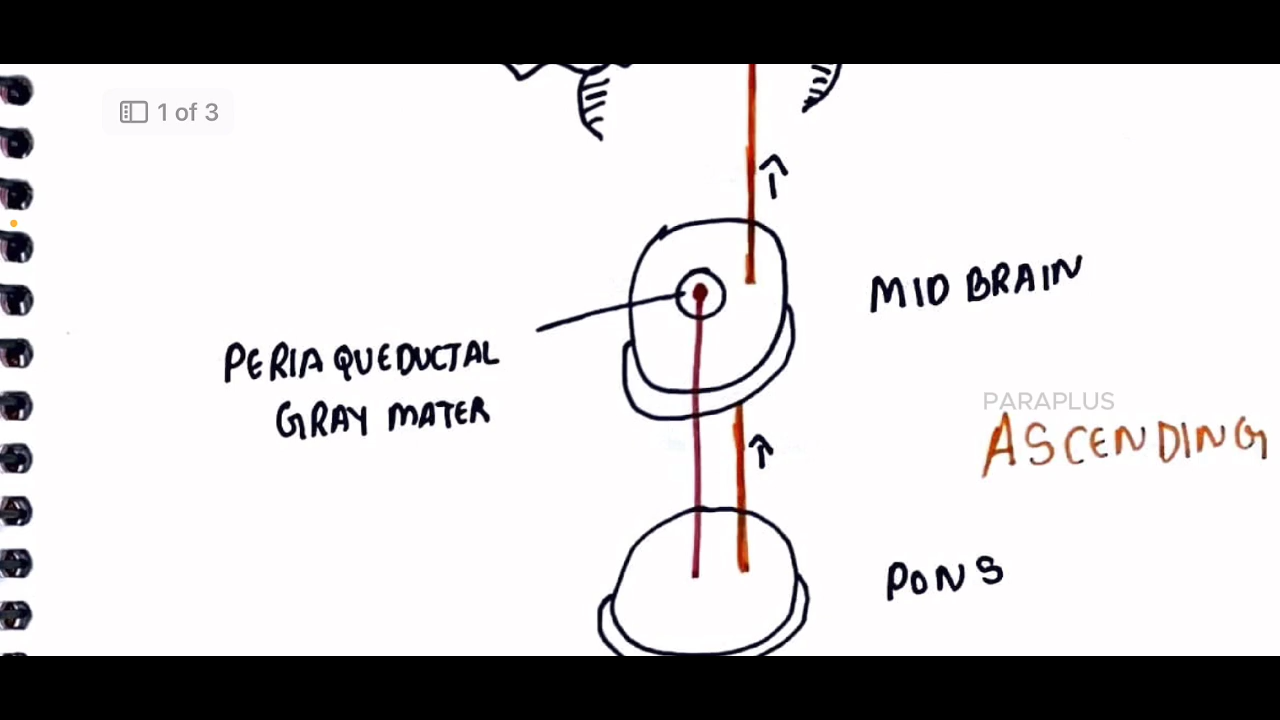 1 of 3
MID BRAIN
PERIAQUEDUCTAL
GRAY MATER
PARAPLUS
ASCENDING
PONS